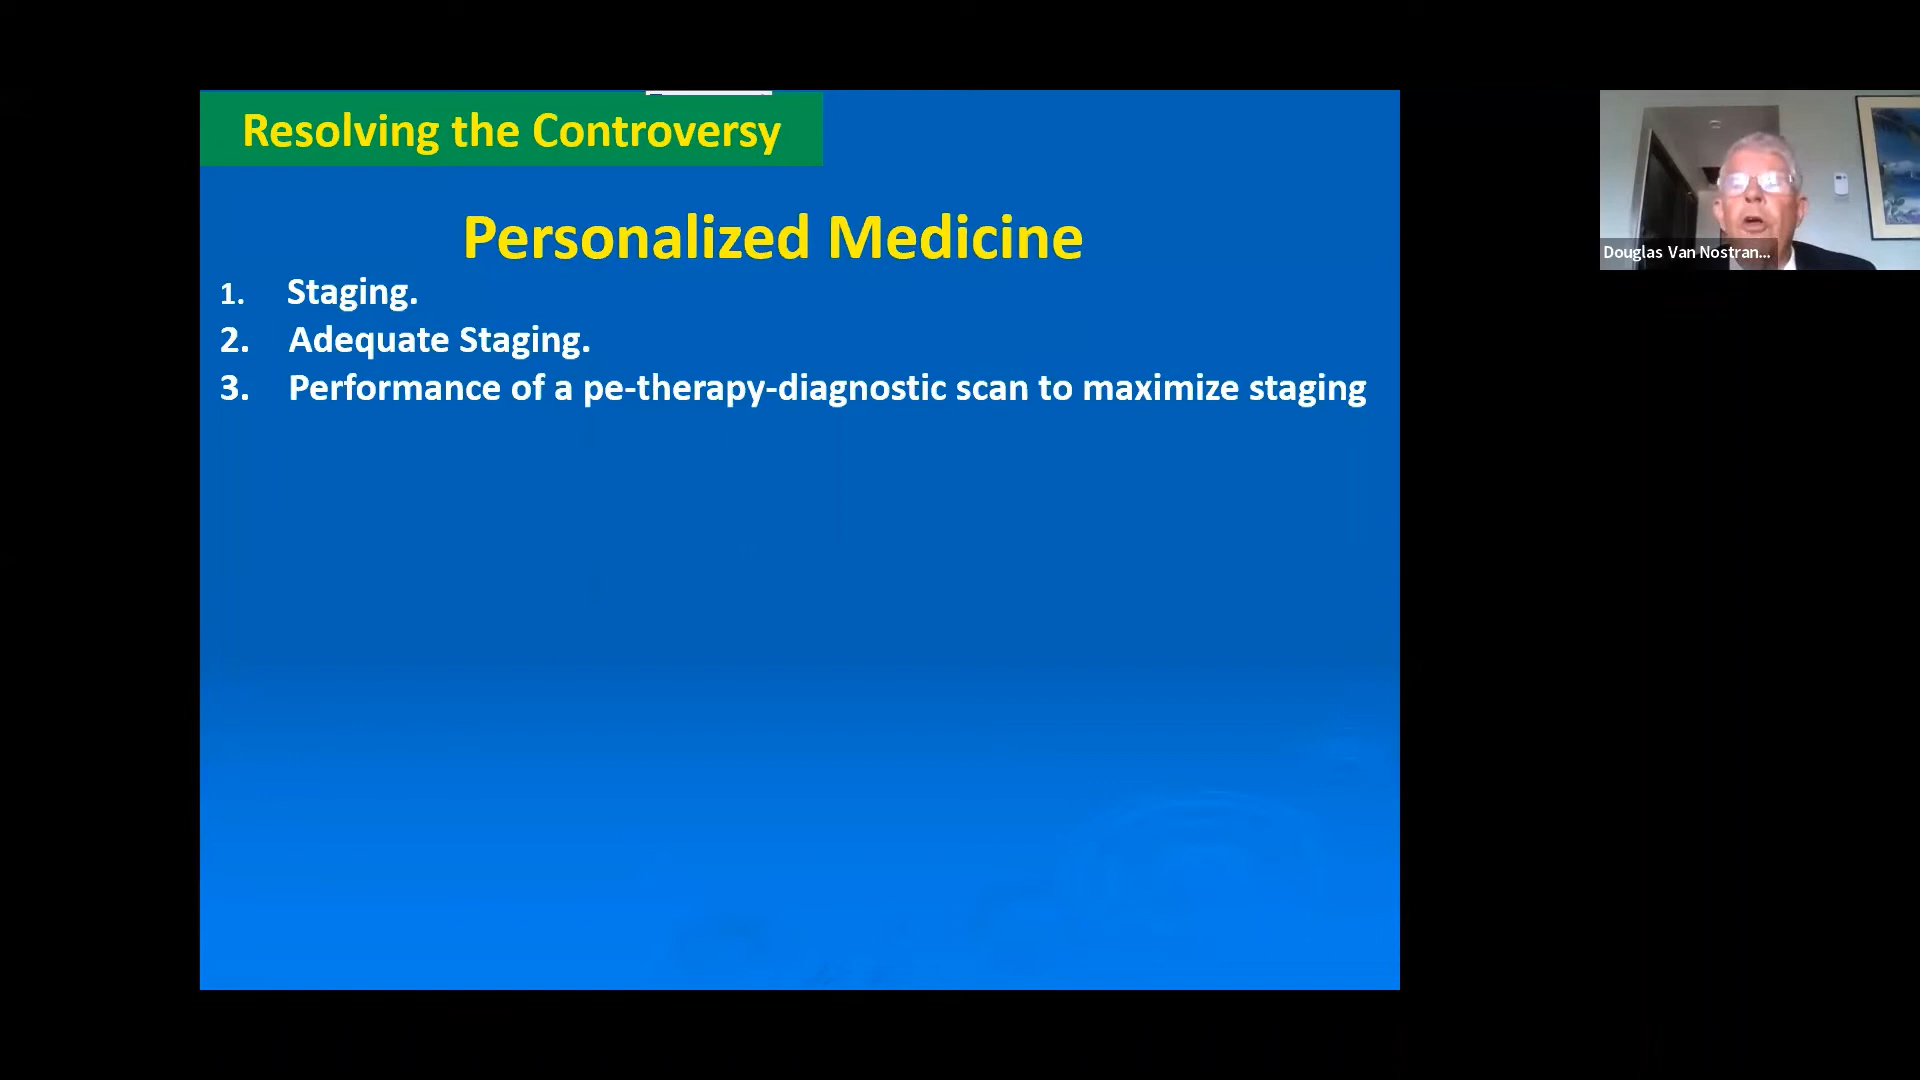 Resolving the Controversy
Personalized Medicine
1. Staging.
2. Adequate Staging.
3. Performance of a pe-therapy-diagnostic scan to maximize staging
Douglas Van Nostran...